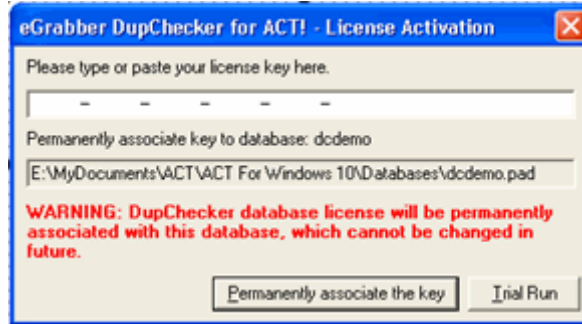 eGrabber DupChecker for ACT! - License Activation
Please type or paste your license key here.
- - - - -
Permanently associate key to database: dcdemo
E:\MyDocuments\ACT\ACT For Windows 10\Databases\dcdemo.pad
WARNING: DupChecker database license will be permanently
associated with this database, which cannot be changed in
future.
Permanently associate the key Trial Run